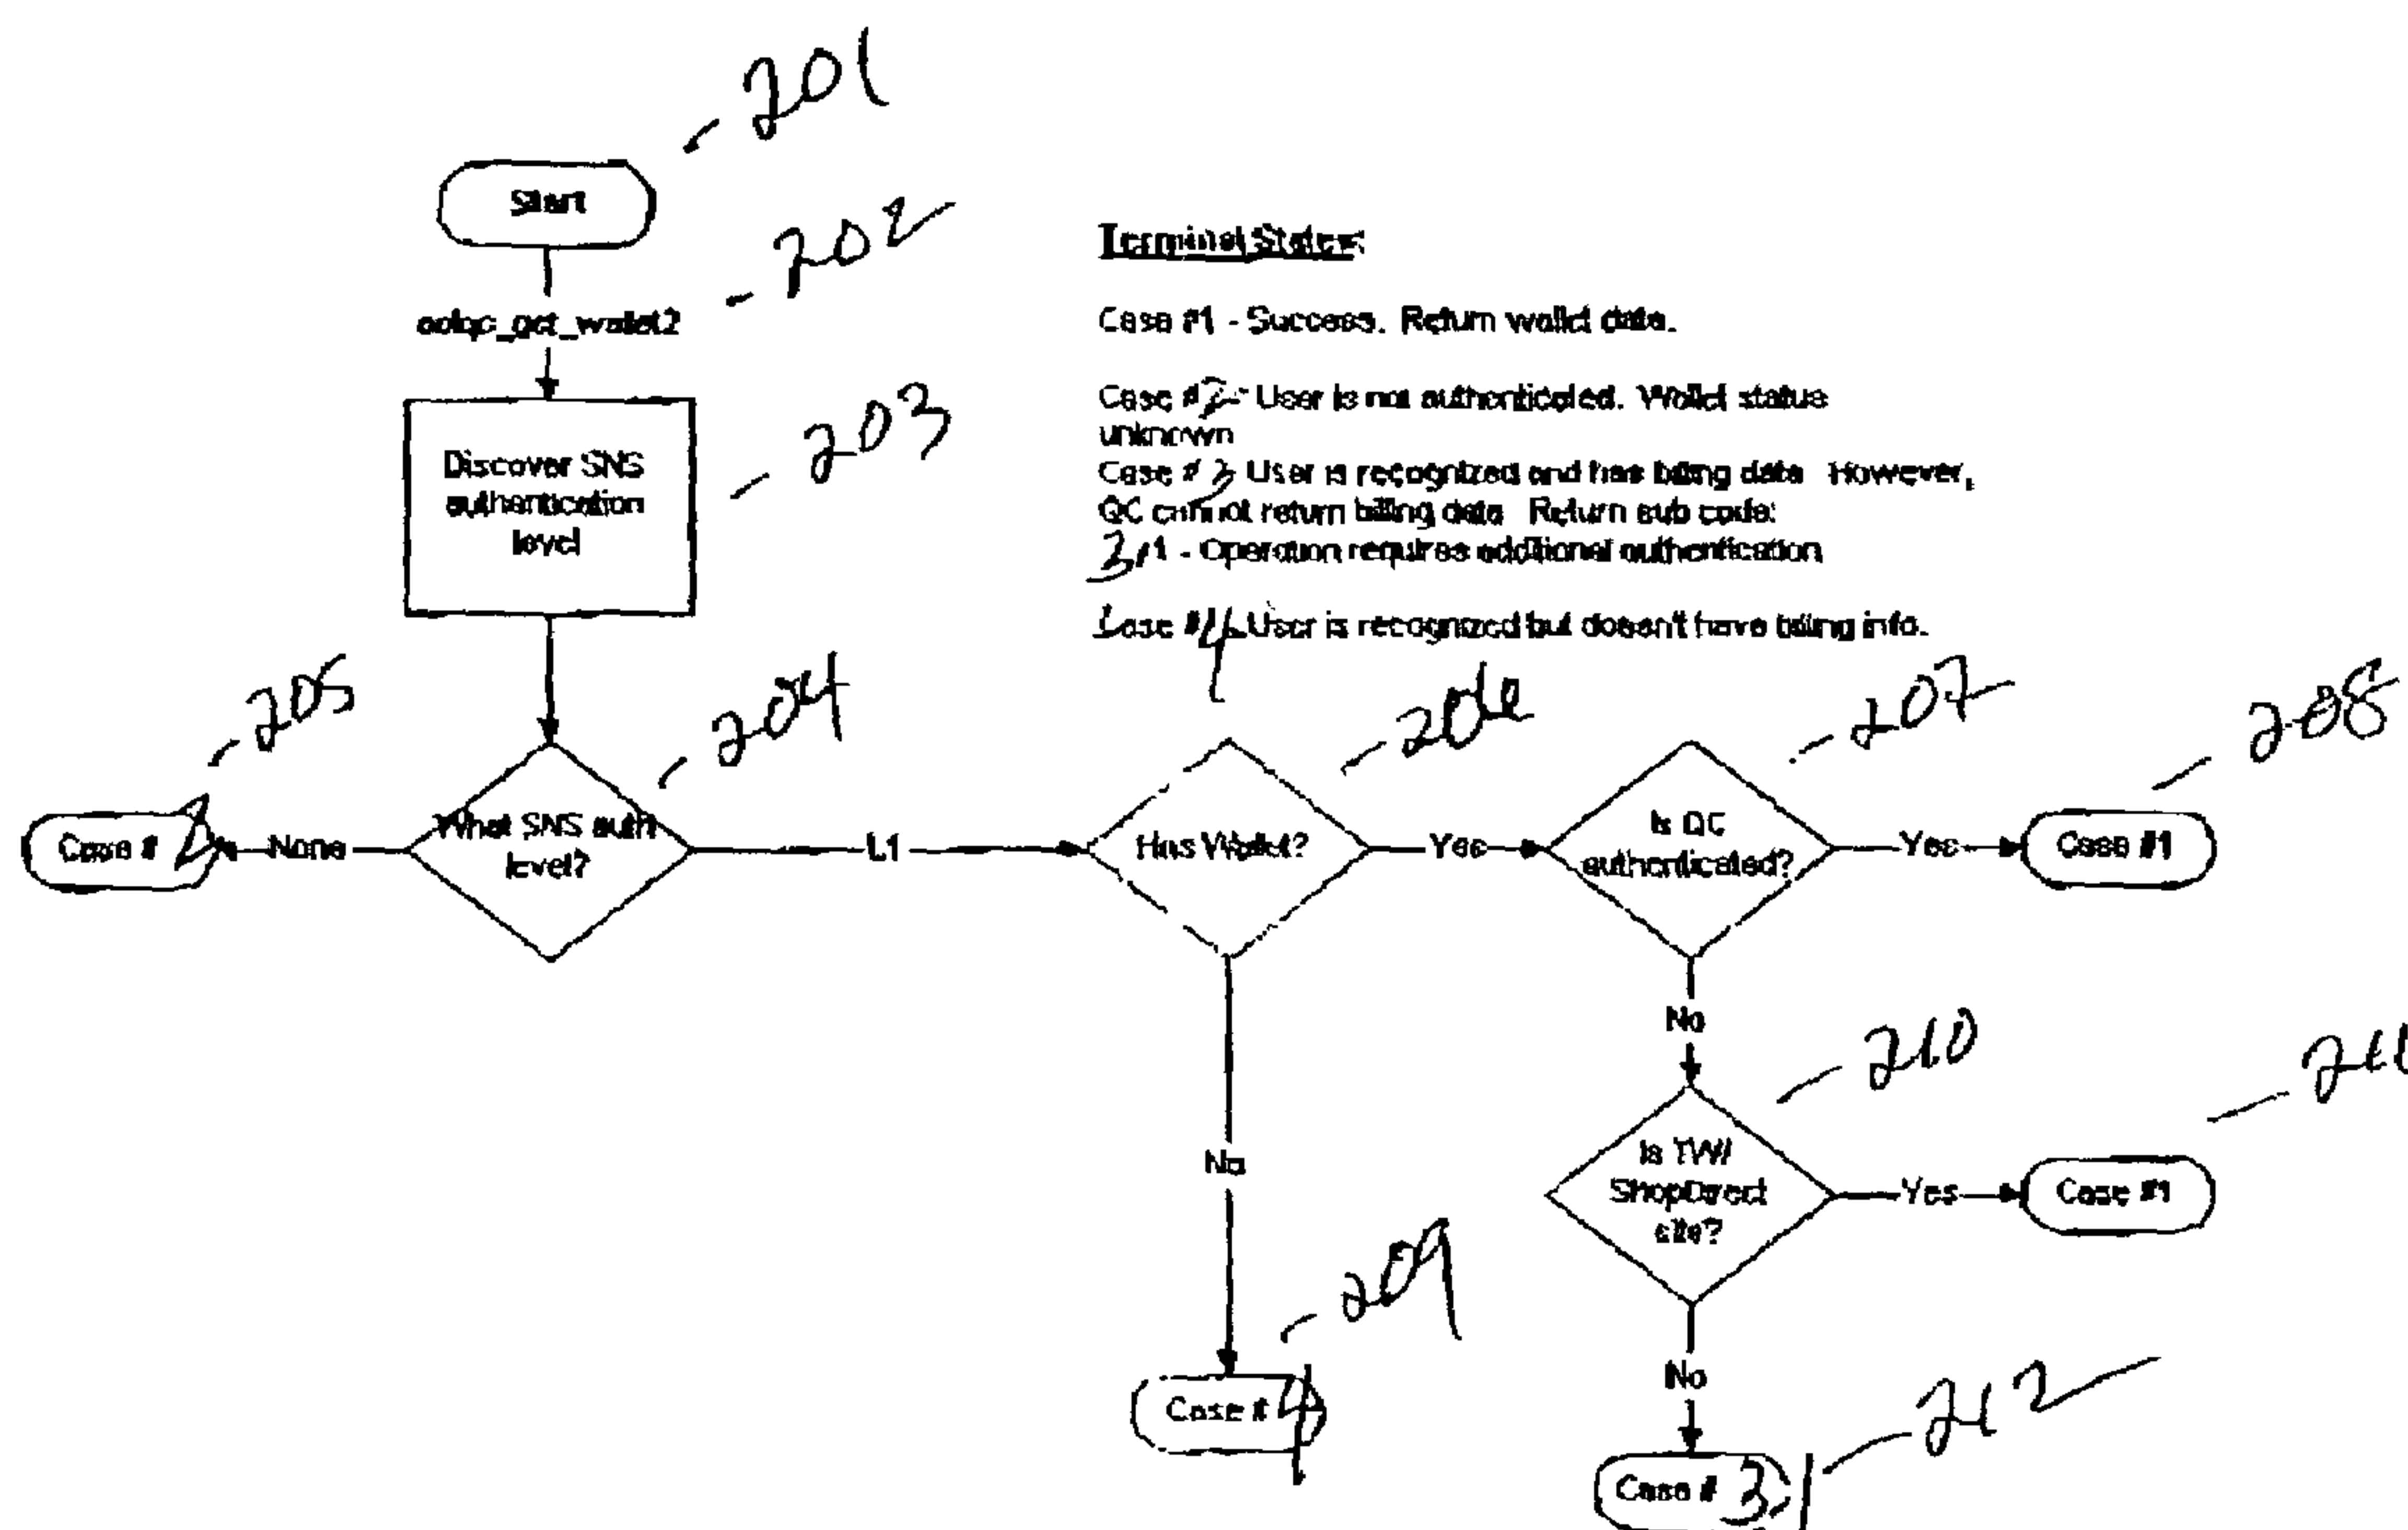 201
Start
202
aolqc_get_wallet2
203
Discover SNS
authentication
level
Terminal States:
Case #1 - Success. Return wallet data.
Case #2- User is not authenticated. Wallet status
unknown
Case # 3 User is recognized and has billing data However,
QC cannot return billing data Return sub code:
3.1 - Operation requires additional authentication
Case #4 User is recognized but doesn't have billing info.
205
204
206
207
208
Case # 2
None
What SNS auth
level?
L1
Has Wallet?
Yes
Is QC
authenticated?
Yes
Case #1
No
210
211
No
Is TW/
ShopDirect
site?
Yes
Case #1
209
No
212
Case # 4
Case # 3.1